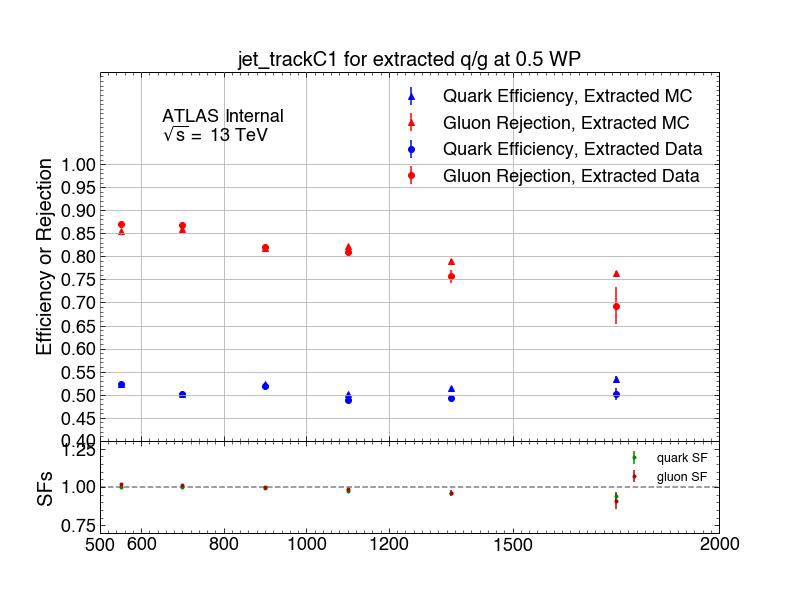 jet_trackC1 for extracted q/g at 0.5 WP
ATLAS Internal
√s = 13 TeV
Quark Efficiency, Extracted MC
Gluon Rejection, Extracted MC
Quark Efficiency, Extracted Data
Gluon Rejection, Extracted Data
Efficiency or Rejection
1.00
0.95
0.90
0.85
0.80
0.75
0.70
0.65
0.60
0.55
0.50
0.45
0.40
SFs
1.25
1.00
0.75
quark SF
gluon SF
500 600 800 1000 1200 1500 2000